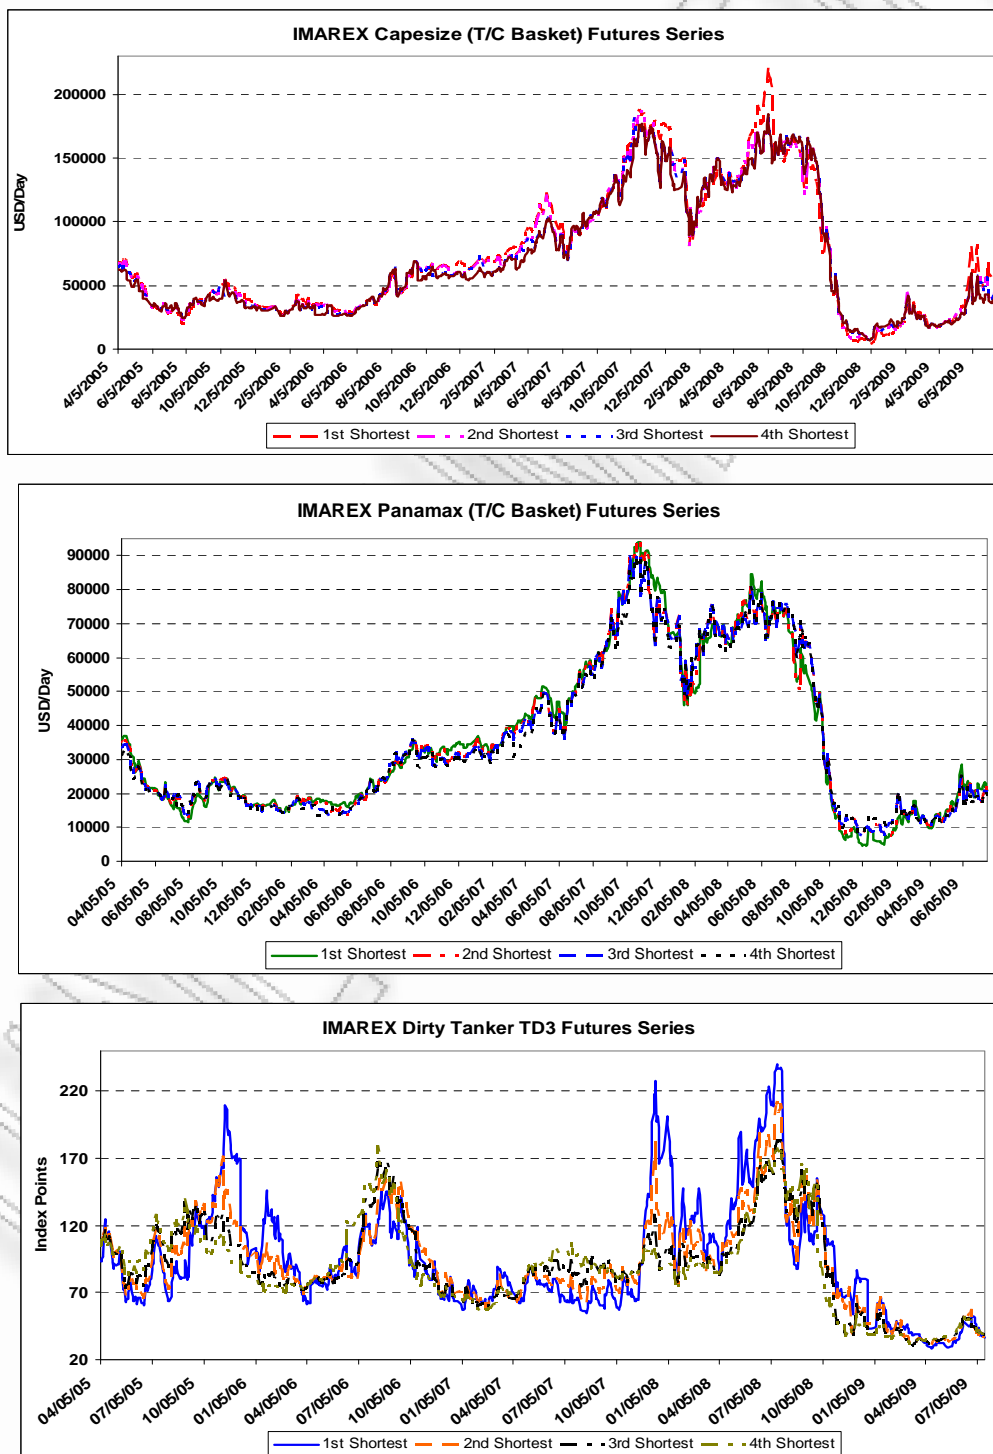 IMAREX Capesize (T/C Basket) Futures Series
USD/Day
200000
150000
100000
50000
0
4/5/2005 6/5/2005 8/5/2005 10/5/2005 12/5/2005 2/5/2006 4/5/2006 6/5/2006 8/5/2006 10/5/2006 12/5/2006 2/5/2007 4/5/2007 6/5/2007 8/5/2007 10/5/2007 12/5/2007 2/5/2008 4/5/2008 6/5/2008 8/5/2008 10/5/2008 12/5/2008 2/5/2009 4/5/2009 6/5/2009
1st Shortest 2nd Shortest 3rd Shortest 4th Shortest
IMAREX Panamax (T/C Basket) Futures Series
USD/Day
90000
80000
70000
60000
50000
40000
30000
20000
10000
0
04/05/05 06/05/05 08/05/05 10/05/05 12/05/05 02/05/06 04/05/06 06/05/06 08/05/06 10/05/06 12/05/06 02/05/07 04/05/07 06/05/07 08/05/07 10/05/07 12/05/07 02/05/08 04/05/08 06/05/08 08/05/08 10/05/08 12/05/08 02/05/09 04/05/09 06/05/09
1st Shortest 2nd Shortest 3rd Shortest 4th Shortest
IMAREX Dirty Tanker TD3 Futures Series
Index Points
220
170
120
70
20
04/05/05 07/05/05 10/05/05 01/05/06 04/05/06 07/05/06 10/05/06 01/05/07 04/05/07 07/05/07 10/05/07 01/05/08 04/05/08 07/05/08 10/05/08 01/05/09 04/05/09 07/05/09
1st Shortest 2nd Shortest 3rd Shortest 4th Shortest